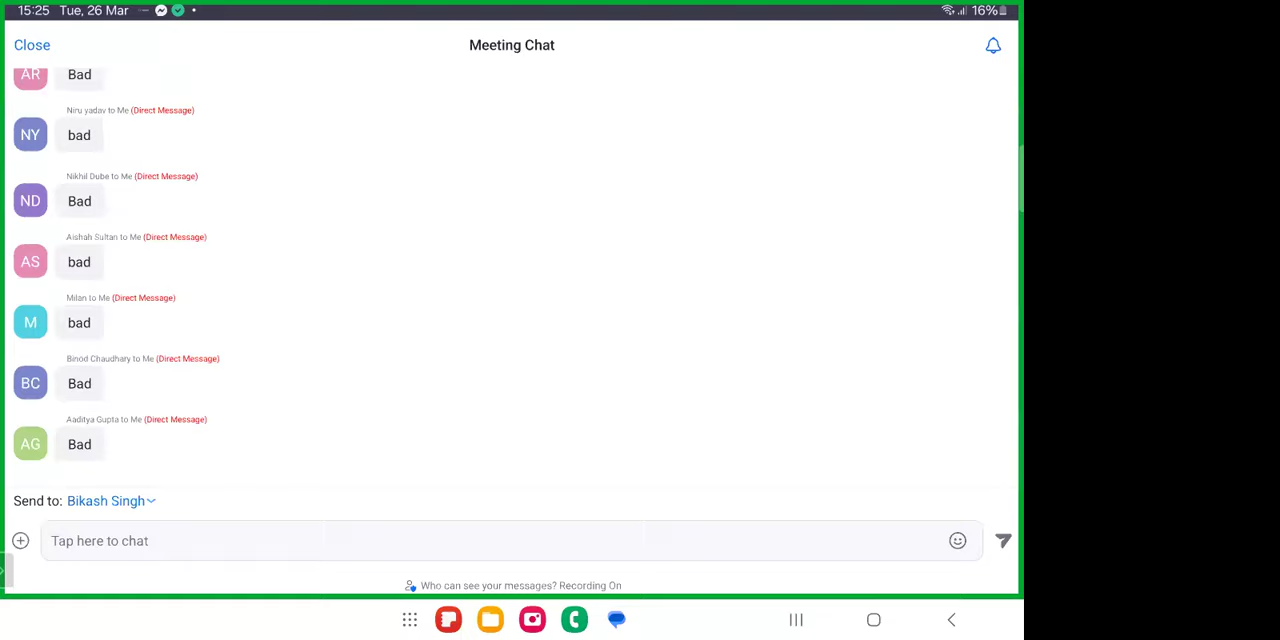 15:25 Tue, 26 Mar
16%
Close
Meeting Chat
AR
Bad
Niru yadav to Me (Direct Message)
NY
bad
Nikhil Dube to Me (Direct Message)
ND
Bad
Aishah Sultan to Me (Direct Message)
AS
bad
Milan to Me (Direct Message)
M
bad
Binod Chaudhary to Me (Direct Message)
BC
Bad
Aaditya Gupta to Me (Direct Message)
AG
Bad
Send to: Bikash Singh
Tap here to chat
Who can see your messages? Recording On